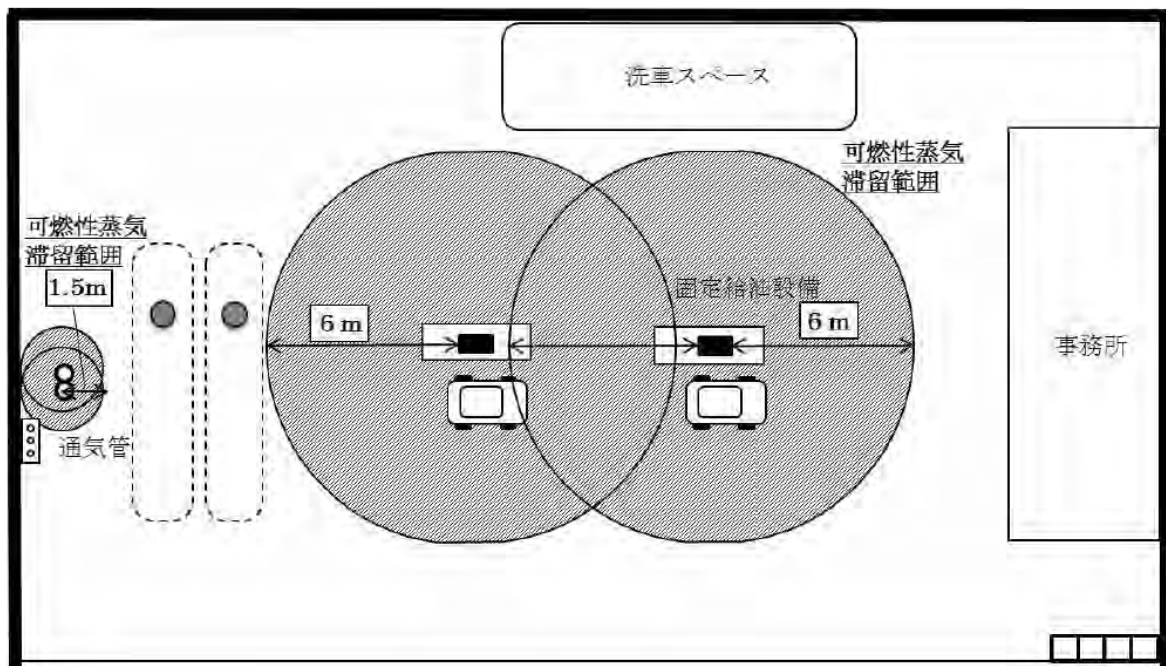 洗車スペース
可燃性蒸気
滞留範囲
可燃性蒸気
滞留範囲
1.5m
固定給油設備
6m
6m
事務所
通気管